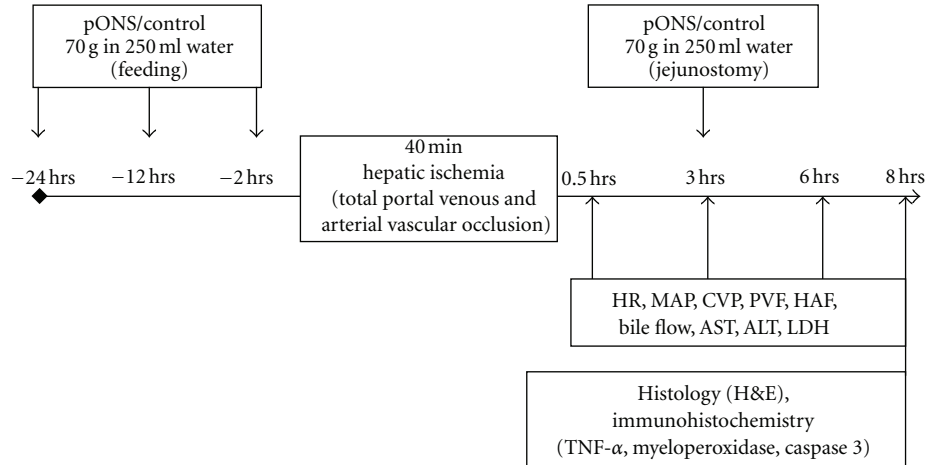 pONS/control
70 g in 250 ml water
(feeding)
pONS/control
70 g in 250 ml water
(jejunostomy)
−24 hrs
−12 hrs
−2 hrs
40 min
hepatic ischemia
(total portal venous and
arterial vascular occlusion)
0.5 hrs
3 hrs
6 hrs
8 hrs
HR, MAP, CVP, PVF, HAF,
bile flow, AST, ALT, LDH
Histology (H&E),
immunohistochemistry
(TNF-α, myeloperoxidase, caspase 3)